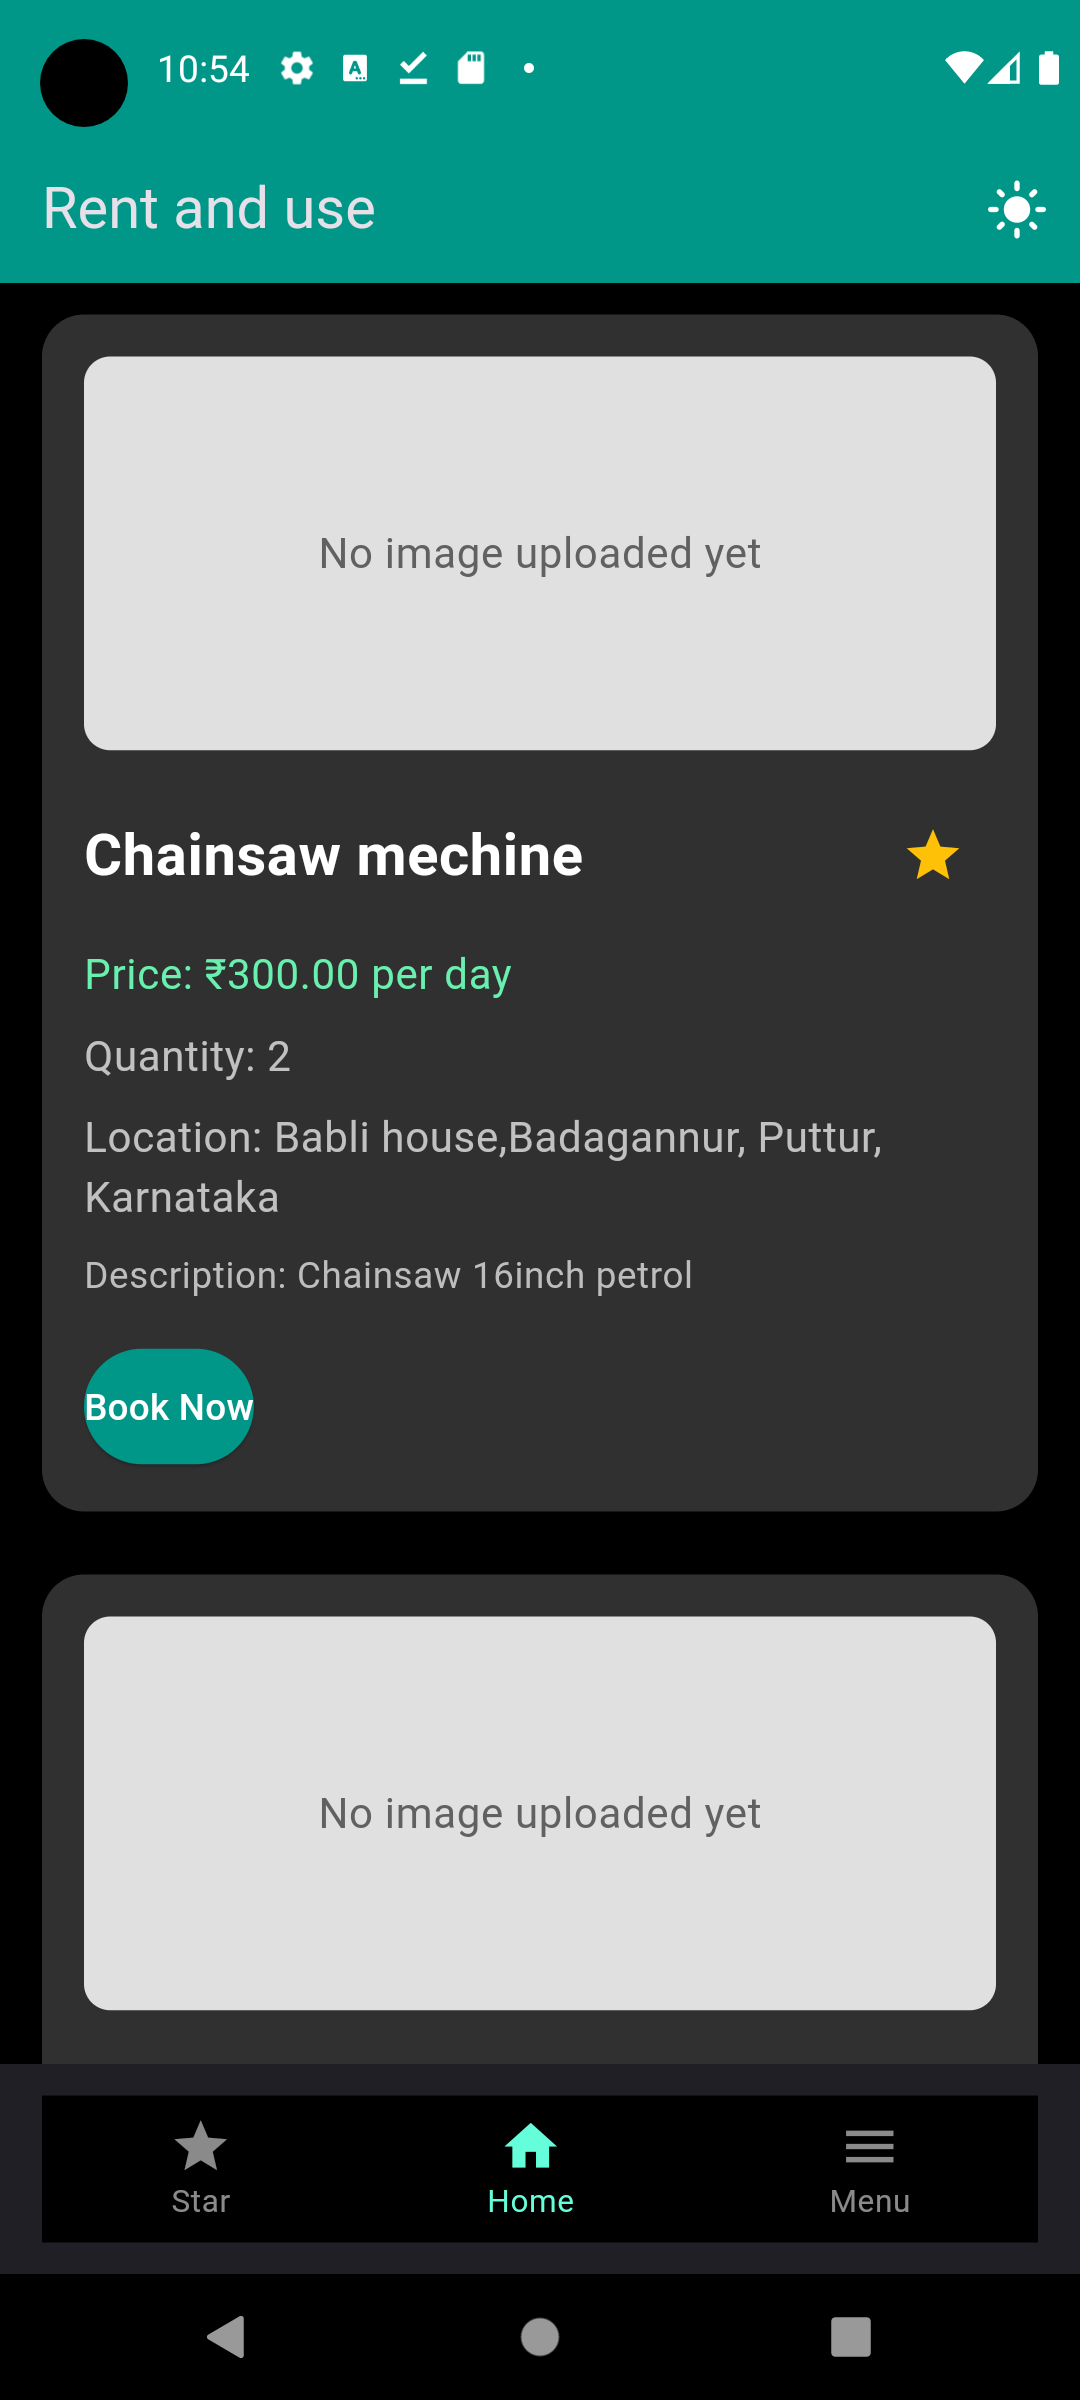 10:54
Rent and use
No image uploaded yet
Chainsaw mechine
Price: ₹300.00 per day
Quantity: 2
Location: Babli house,Badagannur, Puttur,
Karnataka
Description: Chainsaw 16inch petrol
Book Now
No image uploaded yet
Star
Home
Menu